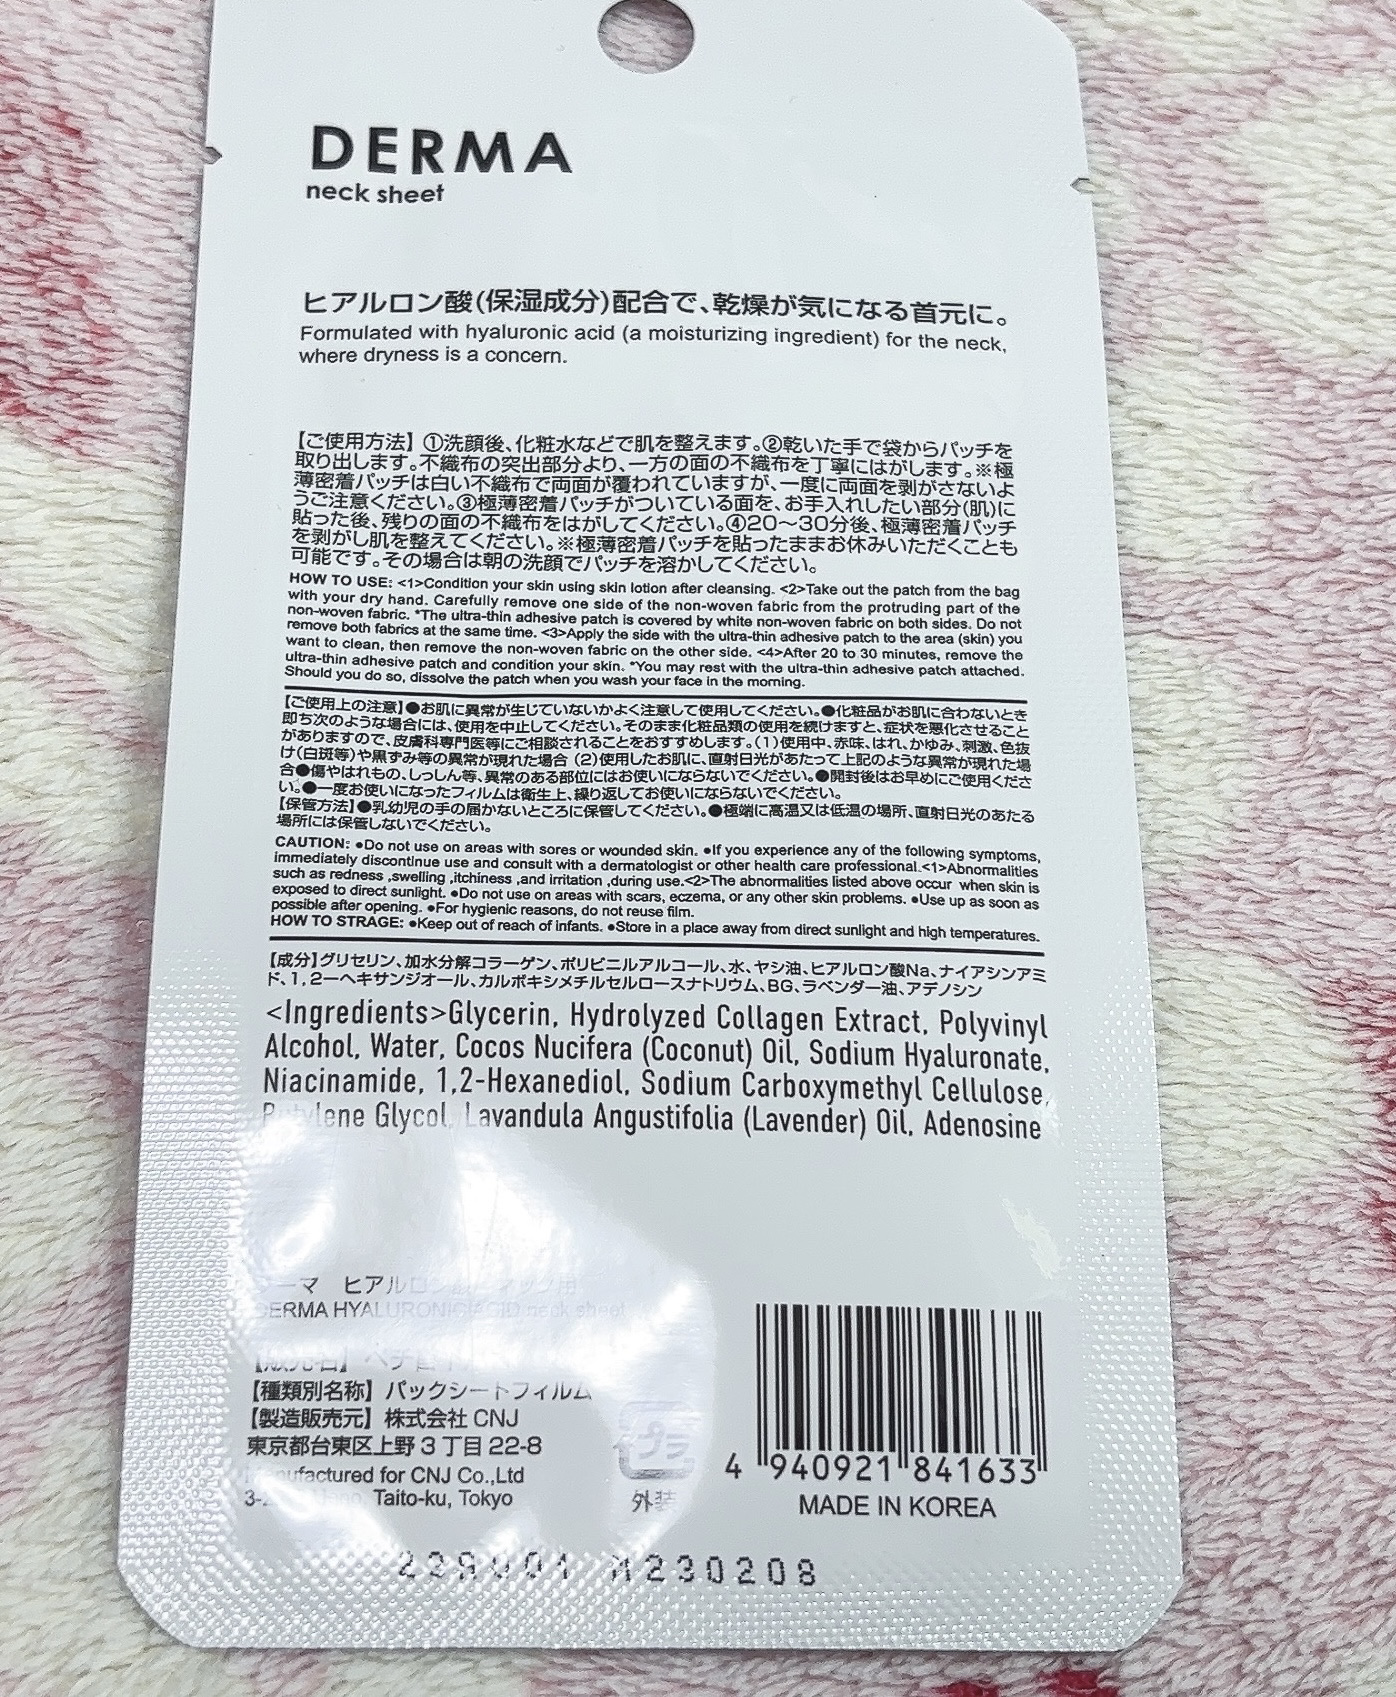 DERMA
neck sheet
ヒアルロン酸(保湿成分)配合で、乾燥が気になる首元に。
Formulated with hyaluronic acid (a moisturizing ingredient) for the neck,
where dryness is a concern.
【ご使用方法】①洗顔後、化粧水などで肌を整えます。②乾いた手で袋からパッチを
取り出します。不織布の突出部分より、一方の面の不織布を丁寧にはがします。※極
薄密着パッチは白い不織布で両面が覆われていますが、一度に両面を剥がさないよ
うご注意ください。③極薄密着パッチがついている面を、お手入れしたい部分(肌)に
貼った後、残りの面の不織布をはがしてください。④20～30分後、極薄密着パッチ
を剥がし肌を整えてください。※極薄密着パッチを貼ったままお休みいただくことも
可能です。その場合は朝の洗顔でパッチを溶かしてください。
HOW TO USE: <1>Condition your skin using skin lotion after cleansing. <2>Take out the patch from the bag
with your dry hand. Carefully remove one side of the non-woven fabric from the protruding part of the
non-woven fabric. *The ultra-thin adhesive patch is covered by white non-woven fabric on both sides. Do not
remove both fabrics at the same time. <3>Apply the side with the ultra-thin adhesive patch to the area (skin) you
want to clean, then remove the non-woven fabric on the other side. <4>After 20 to 30 minutes, remove the
ultra-thin adhesive patch and condition your skin. *You may rest with the ultra-thin adhesive patch attached.
Should you do so, dissolve the patch when you wash your face in the morning.
【ご使用上の注意】●お肌に異常が生じていないかよく注意して使用してください。●化粧品がお肌に合わないとき
即ち次のような場合には、使用を中止してください。そのまま化粧品類の使用を続けますと、症状を悪化させること
がありますので、皮膚科専門医等にご相談されることをおすすめします。(1)使用中、赤味、はれ、かゆみ、刺激、色抜
け(白斑等)や黒ずみ等の異常が現れた場合 (2)使用したお肌に、直射日光があたって上記のような異常が現れた場
合●傷やはれもの、しっしん等、異常のある部位にはお使いにならないでください。●開封後はお早めにご使用くださ
い。●一度お使いになったフィルムは衛生上、繰り返してお使いにならないでください。
【保管方法】●乳幼児の手の届かないところに保管してください。●極端に高温又は低温の場所、直射日光のあたる
場所には保管しないでください。
CAUTION: ●Do not use on areas with sores or wounded skin. ●If you experience any of the following symptoms,
immediately discontinue use and consult with a dermatologist or other health care professional.<1>Abnormalities
such as redness ,swelling ,itchiness ,and irritation ,during use.<2>The abnormalities listed above occur when skin is
exposed to direct sunlight. ●Do not use on areas with scars, eczema, or any other skin problems. ●Use up as soon as
possible after opening. ●For hygienic reasons, do not reuse film.
HOW TO STRAGE: ●Keep out of reach of infants. ●Store in a place away from direct sunlight and high temperatures.
【成分】グリセリン、加水分解コラーゲン、ポリビニルアルコール、水、ヤシ油、ヒアルロン酸Na、ナイアシンアミ
ド、1,2ーヘキサンジオール、カルボキシメチルセルロースナトリウム、BG、ラベンダー油、アデノシン
<Ingredients>Glycerin, Hydrolyzed Collagen Extract, Polyvinyl
Alcohol, Water, Cocos Nucifera (Coconut) Oil, Sodium Hyaluronate,
Niacinamide, 1,2-Hexanediol, Sodium Carboxymethyl Cellulose,
Butylene Glycol, Lavandula Angustifolia (Lavender) Oil, Adenosine
ヒアルロン酸 ネック用
DERMA HYALURONIC ACID neck sheet
【販売名】
【種類別名称】パックシートフィルム
【製造販売元】株式会社 CNJ
東京都台東区上野 3 丁目 22-8
Manufactured for CNJ Co.,Ltd
Taito-ku, Tokyo
プラ
外装
4 940921 841633
MADE IN KOREA
230208